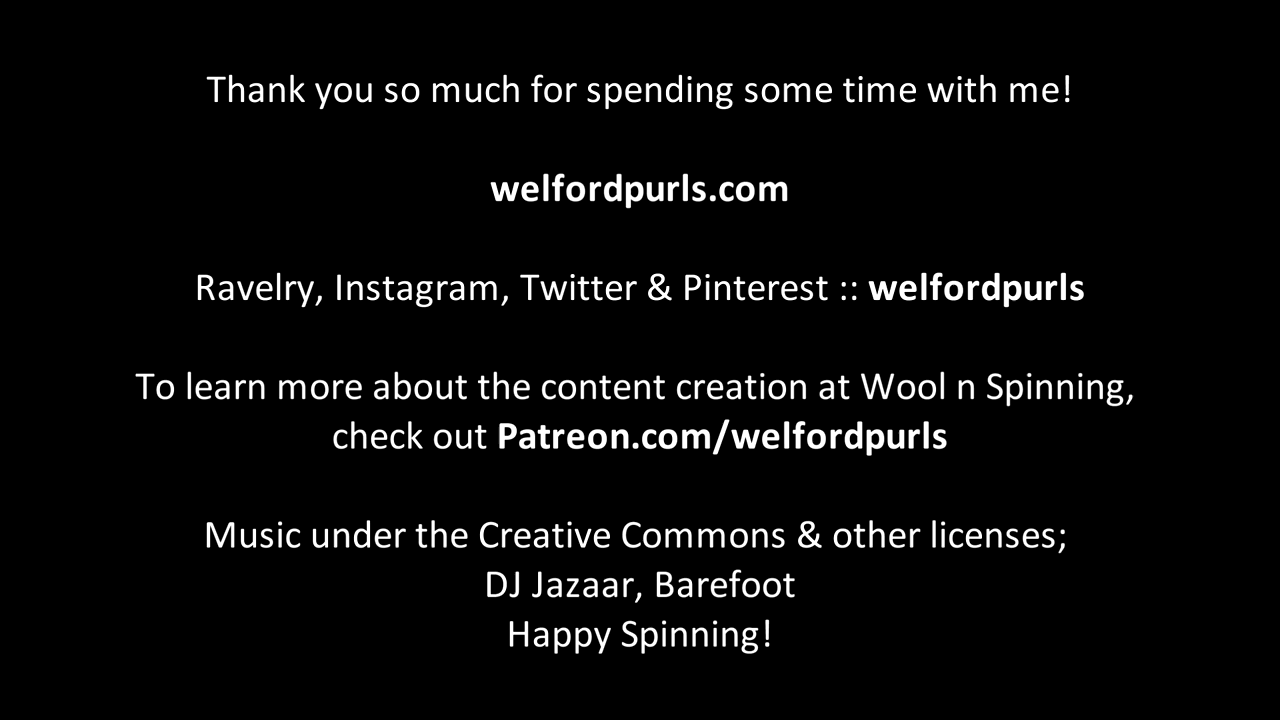 Thank you so much for spending some time with me!
welfordpurls.com
Ravelry, Instagram, Twitter & Pinterest :: welfordpurls
To learn more about the content creation at Wool n Spinning,
check out Patreon.com/welfordpurls
Music under the Creative Commons & other licenses;
DJ Jazaar, Barefoot
Happy Spinning!